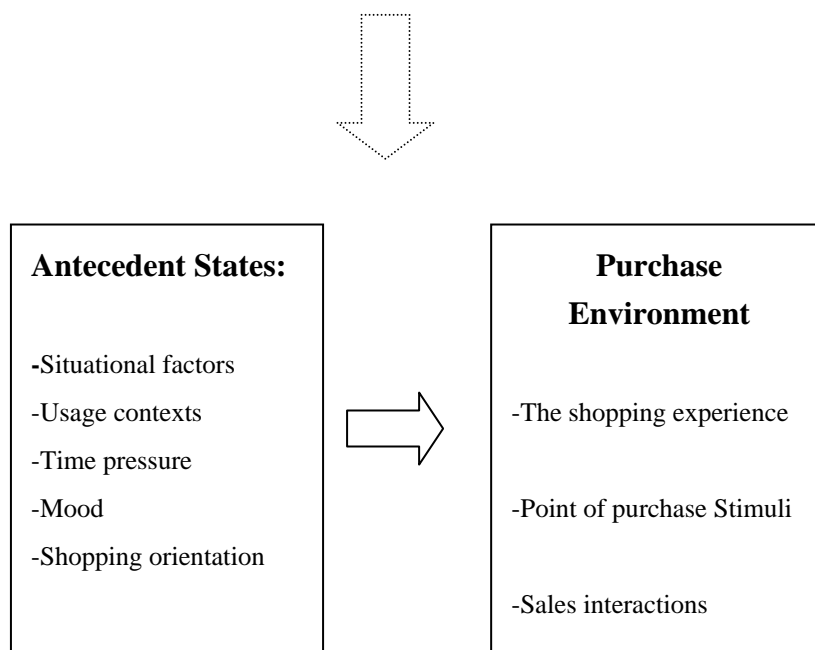 Antecedent States:
-Situational factors
-Usage contexts
-Time pressure
-Mood
-Shopping orientation
Purchase
Environment
-The shopping experience
-Point of purchase Stimuli
-Sales interactions